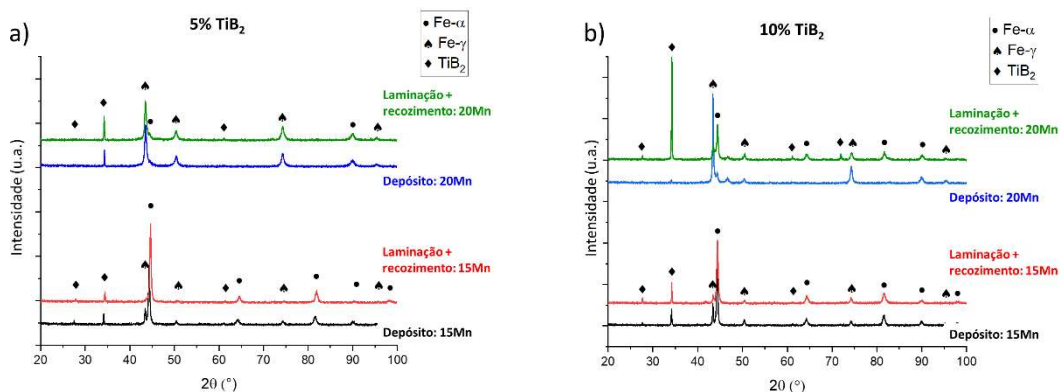 a)
5% TiB₂
● Fe-α
♠ Fe-γ
♦ TiB₂
Intensidade (u.a.)
Laminação +
recozimento: 20Mn
Depósito: 20Mn
Laminação +
recozimento: 15Mn
Depósito: 15Mn
20 30 40 50 60 70 80 90 100
2θ (°)
b)
10% TiB₂
● Fe-α
♠ Fe-γ
♦ TiB₂
Intensidade (u.a.)
Laminação +
recozimento: 20Mn
Depósito: 20Mn
Laminação +
recozimento: 15Mn
Depósito: 15Mn
20 30 40 50 60 70 80 90 100
2θ (°)